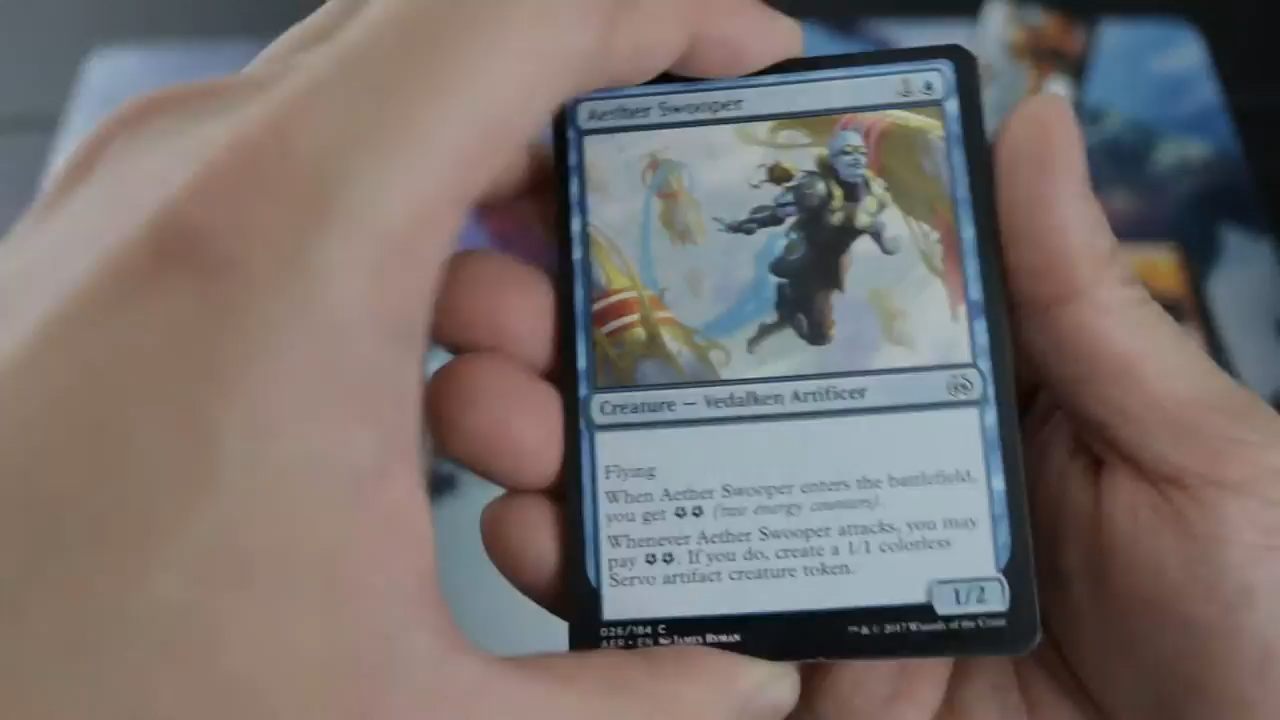 Aether Swooper
1
Creature — Vedalken Artificer
Flying
When Aether Swooper enters the battlefield,
you get (two energy counters).
Whenever Aether Swooper attacks, you may
pay . If you do, create a 1/1 colorless
Servo artifact creature token.
1/2
026/184 C
AER • EN James Ryman
™ & © 2017 Wizards of the Coast